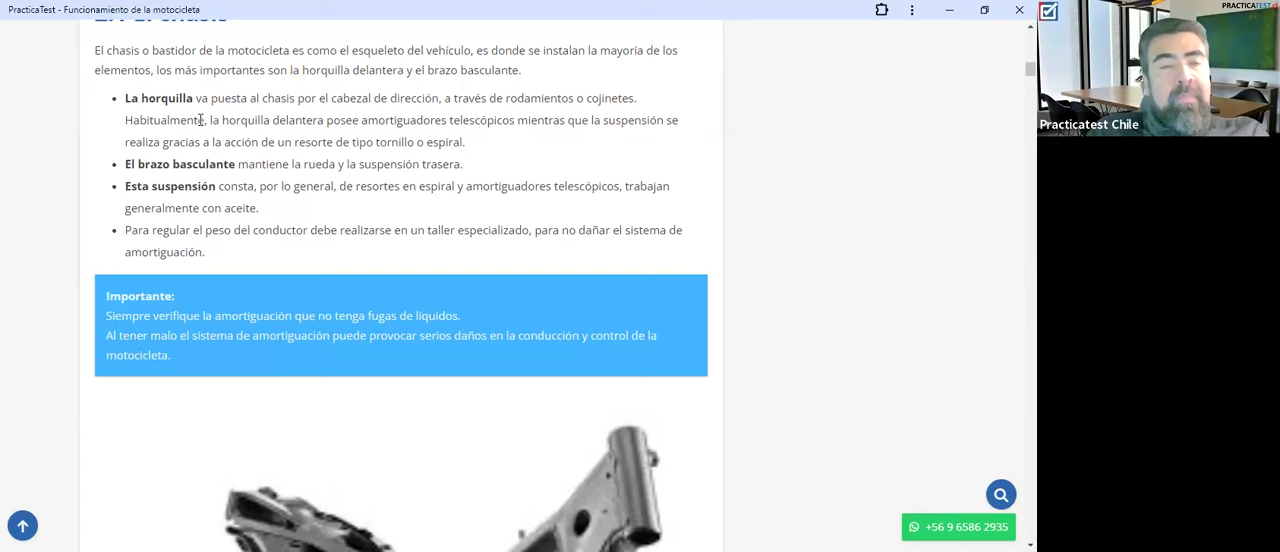 PracticaTest - Funcionamiento de la motocicleta
PRACTICATEST.cl
El chasis o bastidor de la motocicleta es como el esqueleto del vehículo, es donde se instalan la mayoría de los
elementos, los más importantes son la horquilla delantera y el brazo basculante.
La horquilla va puesta al chasis por el cabezal de dirección, a través de rodamientos o cojinetes.
Habitualmente, la horquilla delantera posee amortiguadores telescópicos mientras que la suspensión se
realiza gracias a la acción de un resorte de tipo tornillo o espiral.
El brazo basculante mantiene la rueda y la suspensión trasera.
Esta suspensión consta, por lo general, de resortes en espiral y amortiguadores telescópicos, trabajan
generalmente con aceite.
Para regular el peso del conductor debe realizarse en un taller especializado, para no dañar el sistema de
amortiguación.
Importante:
Siempre verifique la amortiguación que no tenga fugas de líquidos.
Al tener malo el sistema de amortiguación puede provocar serios daños en la conducción y control de la
motocicleta.
Practicatest Chile
+56 9 6586 2935